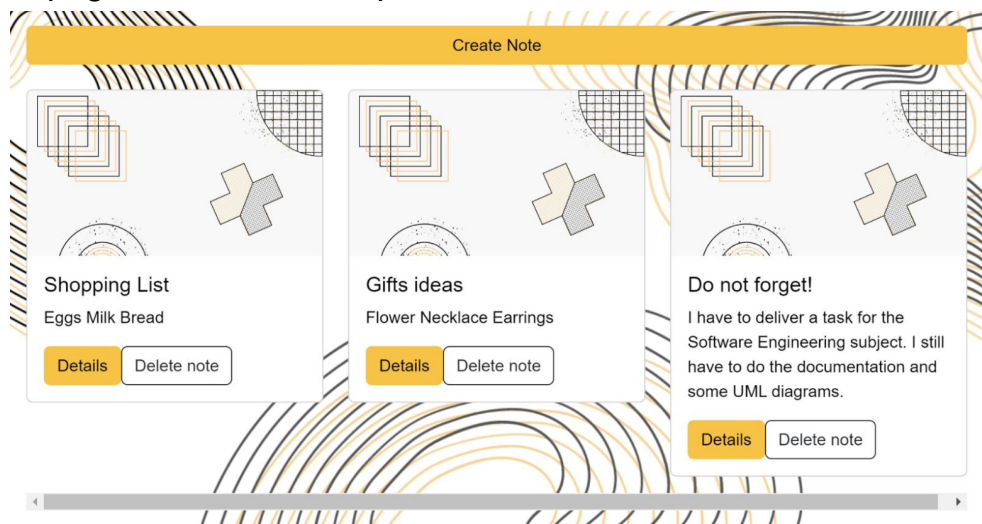 Create Note
Shopping List
Eggs Milk Bread
Details
Delete note
Gifts ideas
Flower Necklace Earrings
Details
Delete note
Do not forget!
I have to deliver a task for the
Software Engineering subject. I still
have to do the documentation and
some UML diagrams.
Details
Delete note